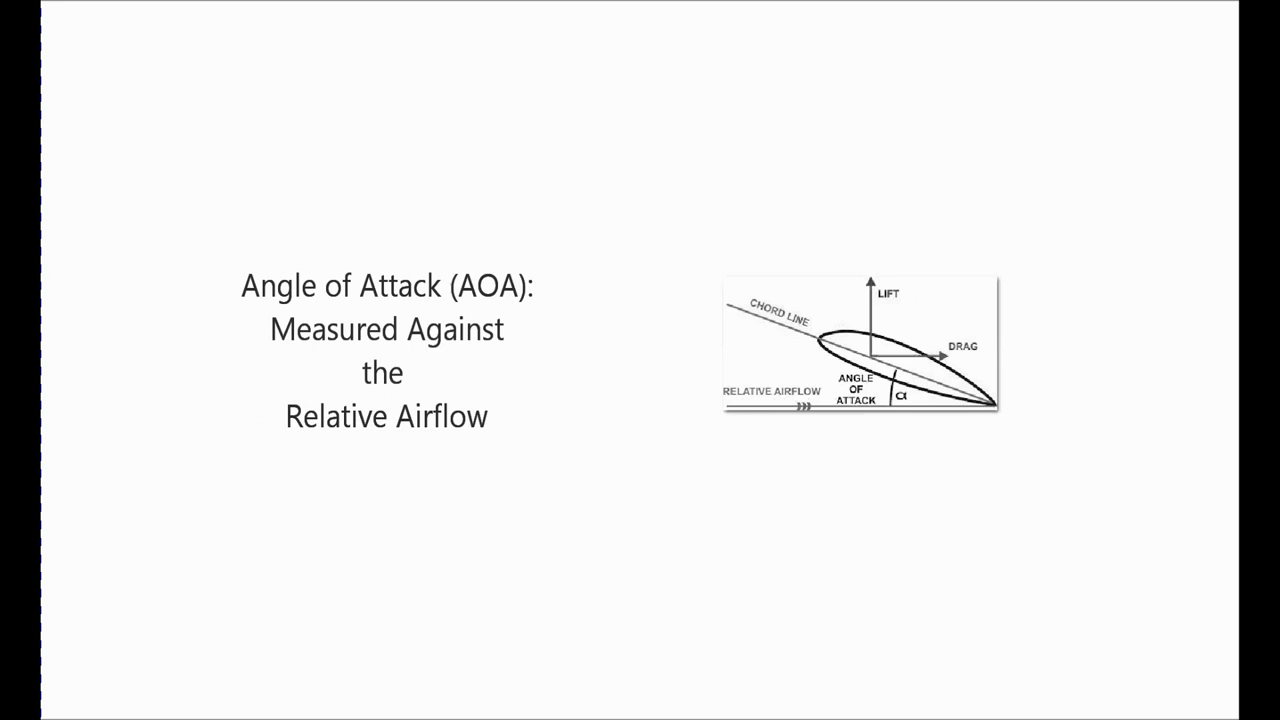 Angle of Attack (AOA):
Measured Against
the
Relative Airflow
LIFT
CHORD LINE
DRAG
ANGLE
OF
ATTACK
α
RELATIVE AIRFLOW